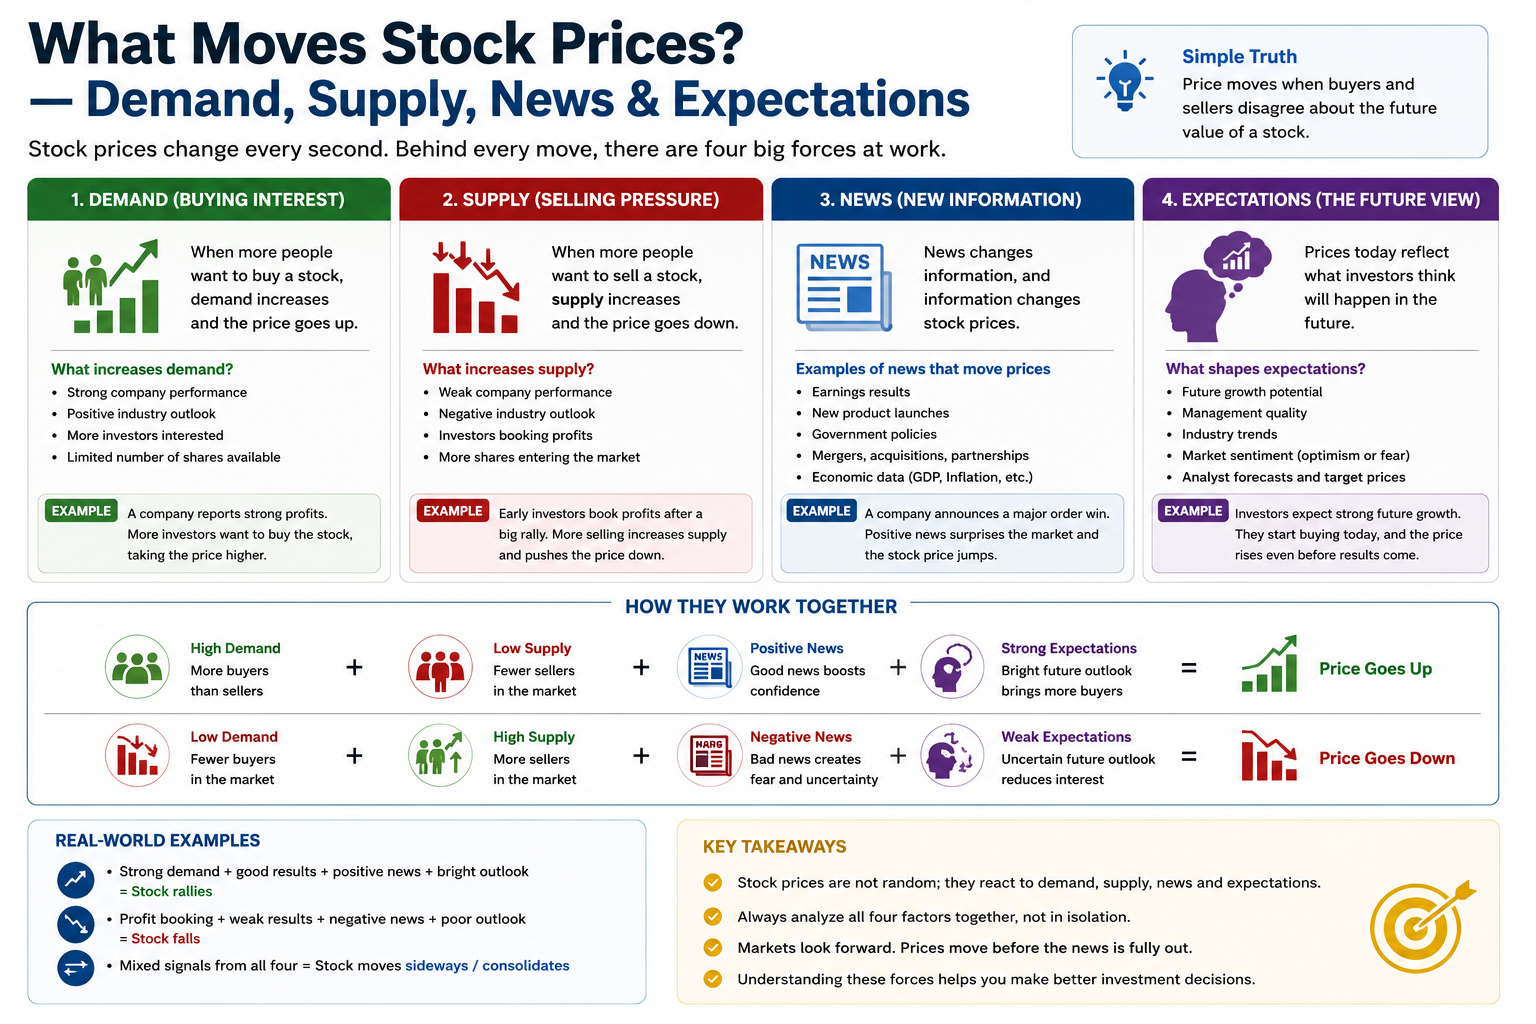 What Moves Stock Prices?
— Demand, Supply, News & Expectations
Stock prices change every second. Behind every move, there are four big forces at work.
Simple Truth
Price moves when buyers and
sellers disagree about the future
value of a stock.
1. DEMAND (BUYING INTEREST)
When more people
want to buy a stock,
demand increases
and the price goes up.
What increases demand?
• Strong company performance
• Positive industry outlook
• More investors interested
• Limited number of shares available
EXAMPLE
A company reports strong profits.
More investors want to buy the stock,
taking the price higher.
2. SUPPLY (SELLING PRESSURE)
When more people
want to sell a stock,
supply increases
and the price goes down.
What increases supply?
• Weak company performance
• Negative industry outlook
• Investors booking profits
• More shares entering the market
EXAMPLE
Early investors book profits after a
big rally. More selling increases supply
and pushes the price down.
3. NEWS (NEW INFORMATION)
NEWS
News changes
information, and
information changes
stock prices.
Examples of news that move prices
• Earnings results
• New product launches
• Government policies
• Mergers, acquisitions, partnerships
• Economic data (GDP, Inflation, etc.)
EXAMPLE
A company announces a major order win.
Positive news surprises the market and
the stock price jumps.
4. EXPECTATIONS (THE FUTURE VIEW)
Prices today reflect
what investors think
will happen in the
future.
What shapes expectations?
• Future growth potential
• Management quality
• Industry trends
• Market sentiment (optimism or fear)
• Analyst forecasts and target prices
EXAMPLE
Investors expect strong future growth.
They start buying today, and the price
rises even before results come.
HOW THEY WORK TOGETHER
High Demand
More buyers
than sellers
+
Low Supply
Fewer sellers
in the market
+
NEWS
Positive News
Good news boosts
confidence
+
Strong Expectations
Bright future outlook
brings more buyers
=
Price Goes Up
Low Demand
Fewer buyers
in the market
+
High Supply
More sellers
in the market
+
NARG
Negative News
Bad news creates
fear and uncertainty
+
Weak Expectations
Uncertain future outlook
reduces interest
=
Price Goes Down
REAL-WORLD EXAMPLES
• Strong demand + good results + positive news + bright outlook
= Stock rallies
• Profit booking + weak results + negative news + poor outlook
= Stock falls
• Mixed signals from all four = Stock moves sideways / consolidates
KEY TAKEAWAYS
Stock prices are not random; they react to demand, supply, news and expectations.
Always analyze all four factors together, not in isolation.
Markets look forward. Prices move before the news is fully out.
Understanding these forces helps you make better investment decisions.